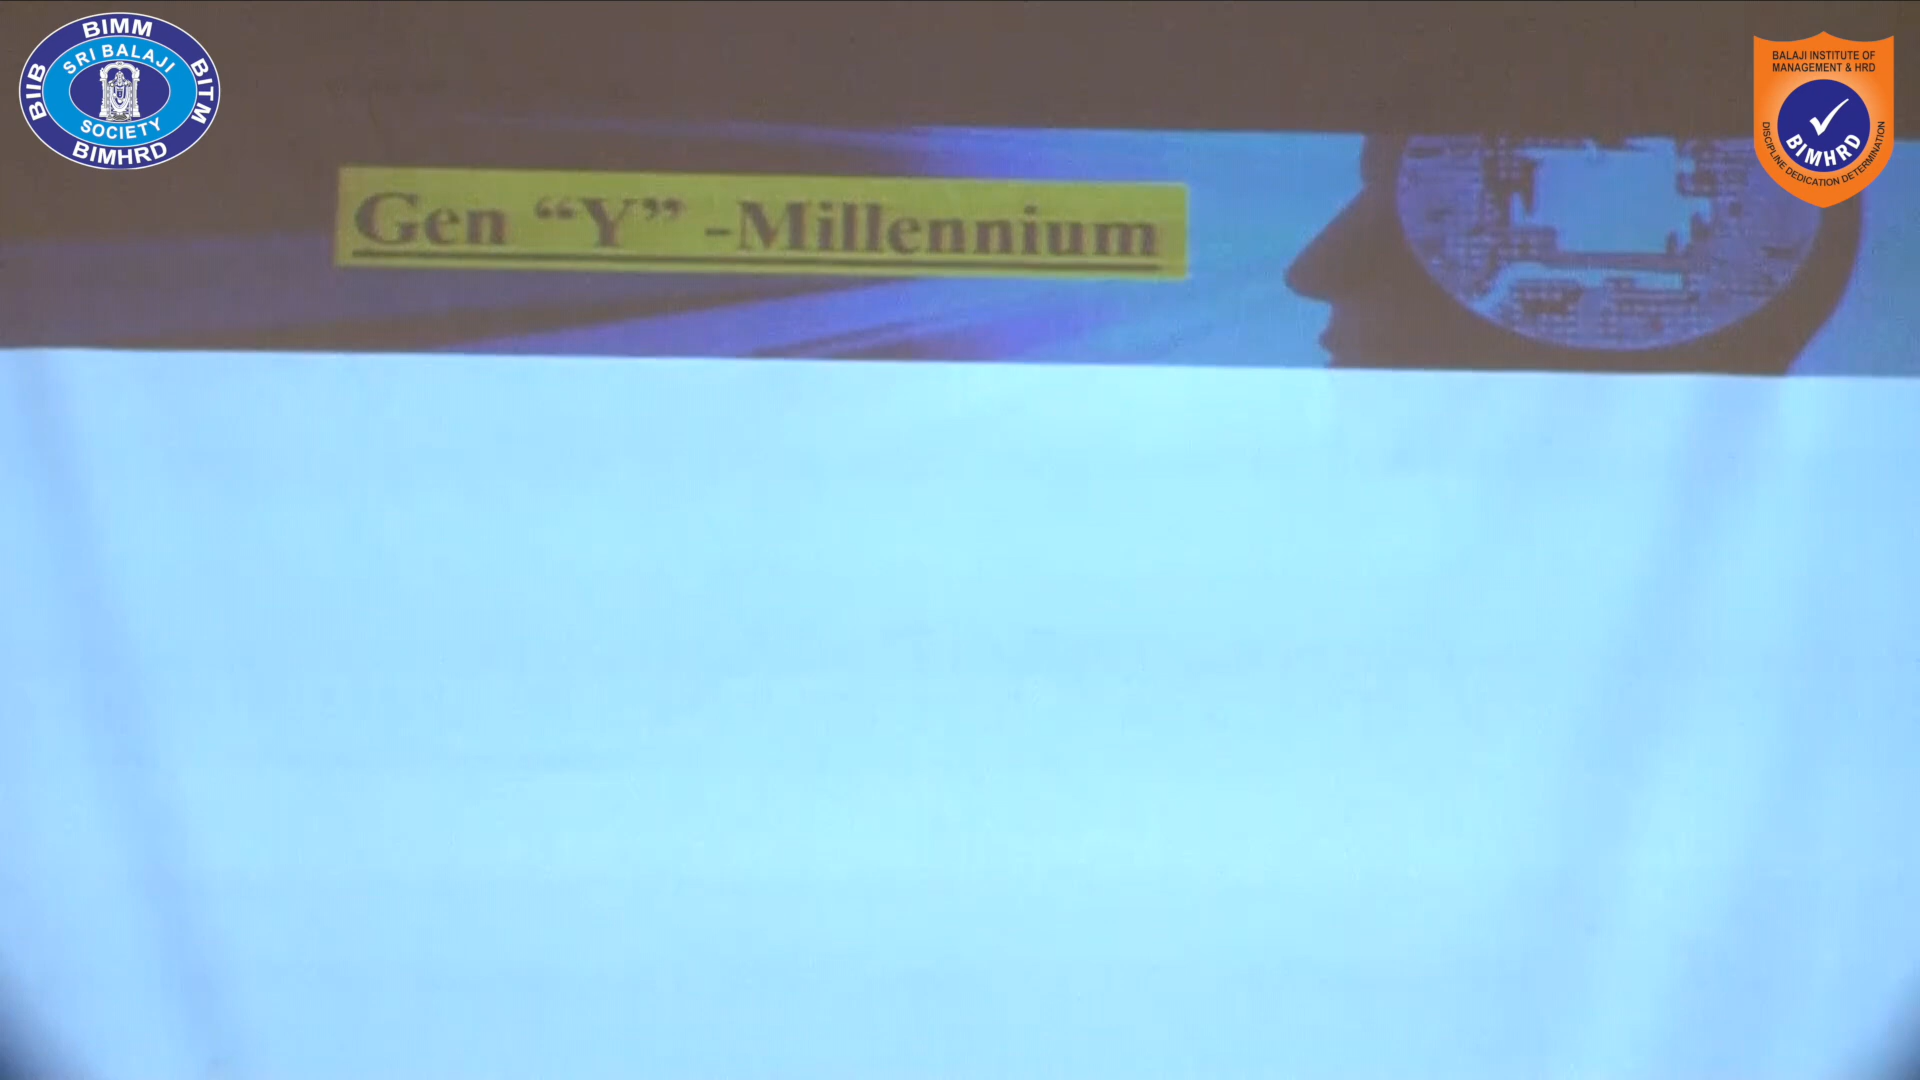 BIMM
BIIB
SRI BALAJI
BITM
SOCIETY
BIMHRD
BALAJI INSTITUTE OF
MANAGEMENT & HRD
BIMHRD
DISCIPLINE DEDICATION DETERMINATION
Gen “Y” -Millennium